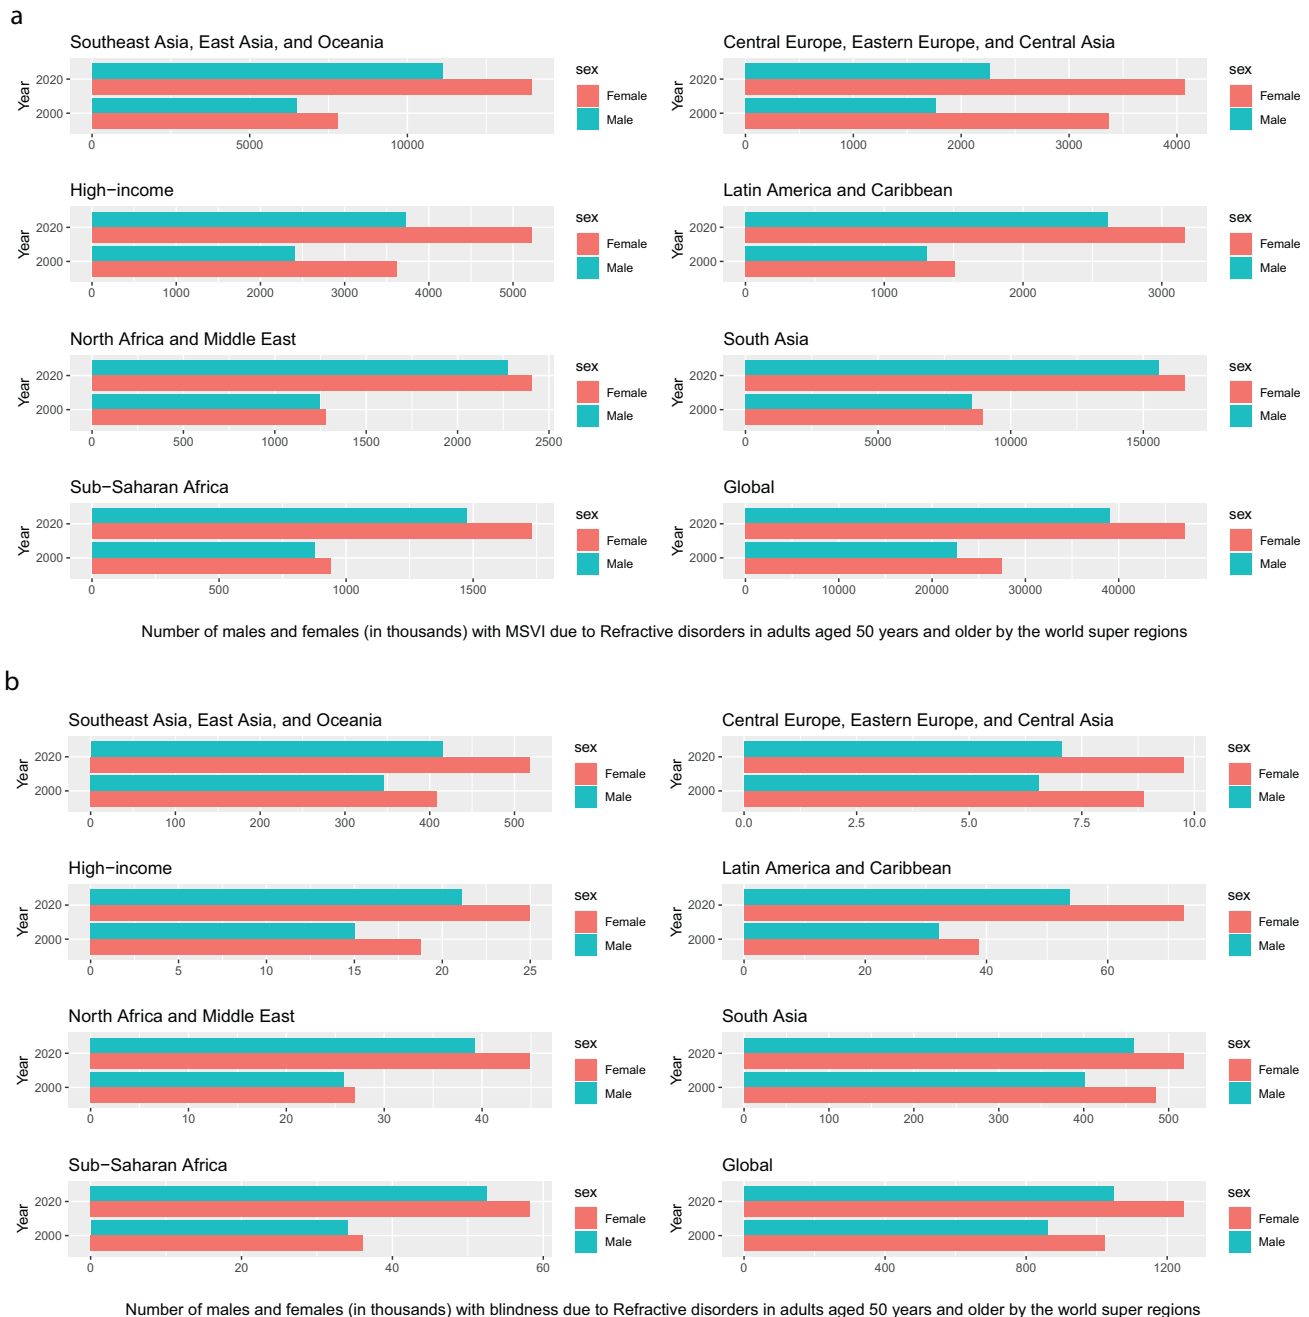 a
Southeast Asia, East Asia, and Oceania
Year
2020
2000
0 5000 10000
sex
Female
Male
Central Europe, Eastern Europe, and Central Asia
Year
2020
2000
0 1000 2000 3000 4000
sex
Female
Male
High−income
Year
2020
2000
0 1000 2000 3000 4000 5000
sex
Female
Male
Latin America and Caribbean
Year
2020
2000
0 1000 2000 3000
sex
Female
Male
North Africa and Middle East
Year
2020
2000
0 500 1000 1500 2000 2500
sex
Female
Male
South Asia
Year
2020
2000
0 5000 10000 15000
sex
Female
Male
Sub−Saharan Africa
Year
2020
2000
0 500 1000 1500
sex
Female
Male
Global
Year
2020
2000
0 10000 20000 30000 40000
sex
Female
Male
Number of males and females (in thousands) with MSVI due to Refractive disorders in adults aged 50 years and older by the world super regions
b
Southeast Asia, East Asia, and Oceania
Year
2020
2000
0 100 200 300 400 500
sex
Female
Male
Central Europe, Eastern Europe, and Central Asia
Year
2020
2000
0.0 2.5 5.0 7.5 10.0
sex
Female
Male
High−income
Year
2020
2000
0 5 10 15 20 25
sex
Female
Male
Latin America and Caribbean
Year
2020
2000
0 20 40 60
sex
Female
Male
North Africa and Middle East
Year
2020
2000
0 10 20 30 40
sex
Female
Male
South Asia
Year
2020
2000
0 100 200 300 400 500
sex
Female
Male
Sub−Saharan Africa
Year
2020
2000
0 20 40 60
sex
Female
Male
Global
Year
2020
2000
0 400 800 1200
sex
Female
Male
Number of males and females (in thousands) with blindness due to Refractive disorders in adults aged 50 years and older by the world super regions